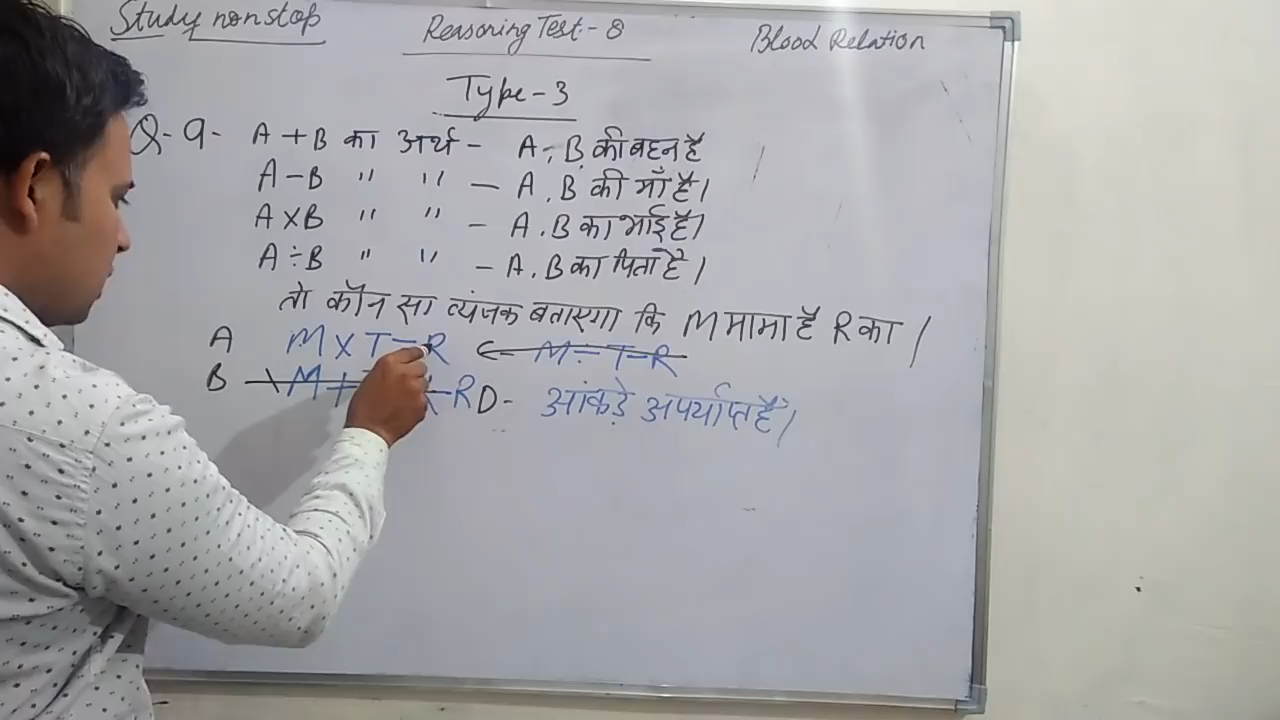 Study nonstop
Reasoning Test - 8
Blood Relation
Type - 3
Q-9- A + B का अर्थ - A, B की बहन है
A - B " " - A, B की माँ है।
A × B " " - A, B का भाई है।
A ÷ B " " - A, B का पिता है।
तो कौन सा व्यंजक बताएगा कि M मामा है R का।
A M × T - R
C M ÷ T - R
B M + R
D- आंकड़े अपर्याप्त हैं।